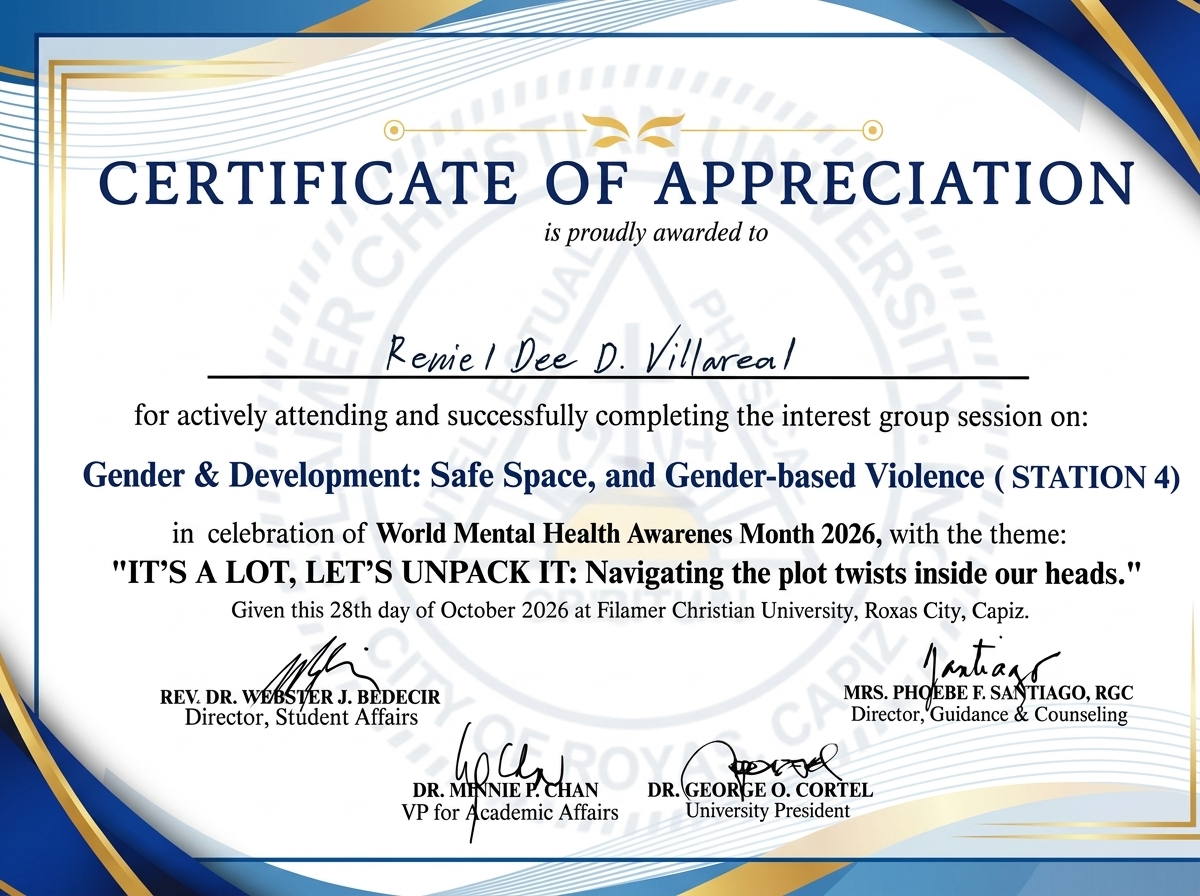 CERTIFICATE OF APPRECIATION
is proudly awarded to
Reniel Dee D. Villareal
for actively attending and successfully completing the interest group session on:
Gender & Development: Safe Space, and Gender-based Violence ( STATION 4)
in celebration of World Mental Health Awarenes Month 2026, with the theme:
"IT'S A LOT, LET'S UNPACK IT: Navigating the plot twists inside our heads."
Given this 28th day of October 2026 at Filamer Christian University, Roxas City, Capiz.
Santiago
REV. DR. WEBSTER J. BEDECIR
Director, Student Affairs
MRS. PHOEBE F. SANTIAGO, RGC
Director, Guidance & Counseling
DR. MINNIE P. CHAN
VP for Academic Affairs
DR. GEORGE O. CORTEL
University President